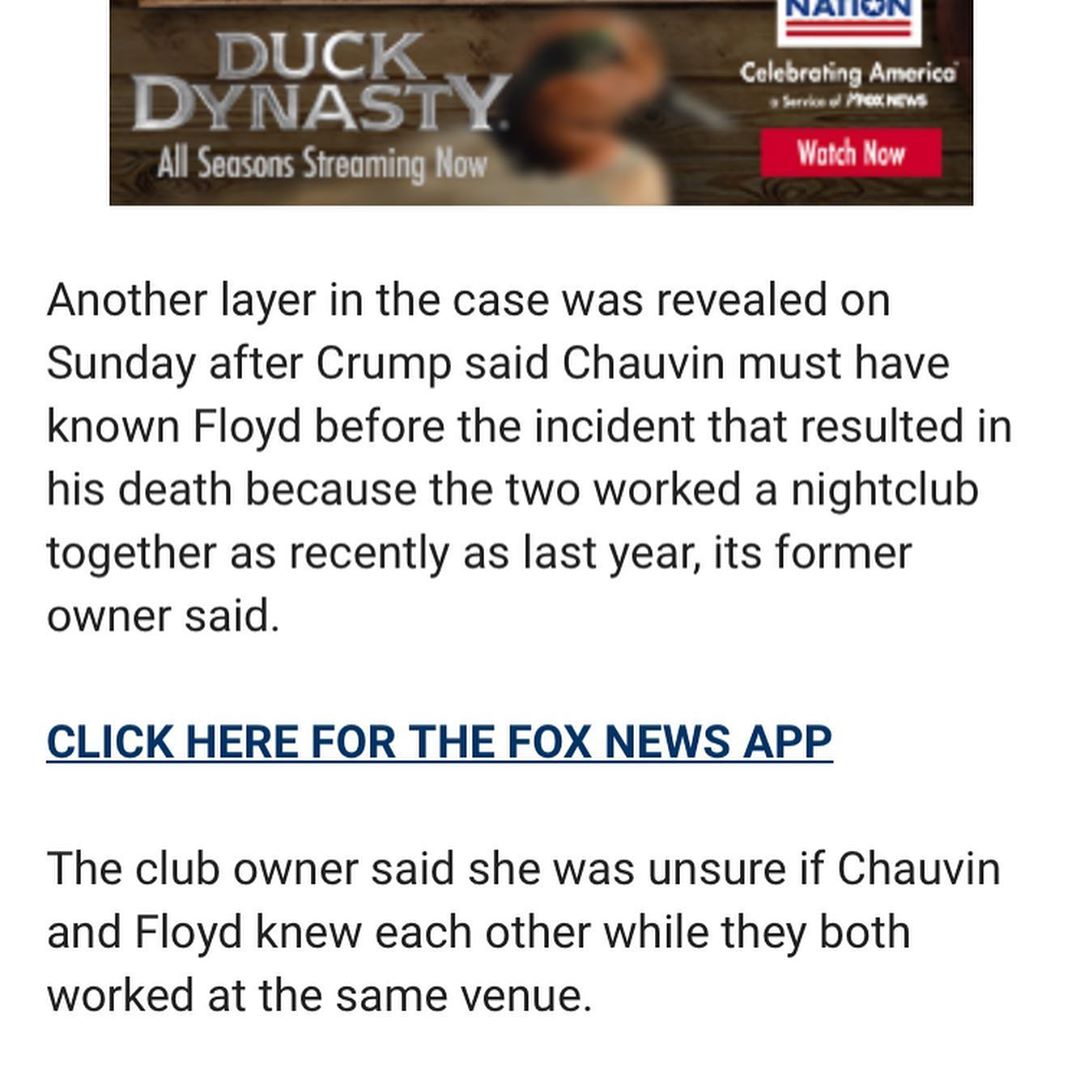 NATION
DUCK
DYNASTY.
All Seasons Streaming Now
Celebrating America
a Service of FOX NEWS
Watch Now
Another layer in the case was revealed on
Sunday after Crump said Chauvin must have
known Floyd before the incident that resulted in
his death because the two worked a nightclub
together as recently as last year, its former
owner said.
CLICK HERE FOR THE FOX NEWS APP
The club owner said she was unsure if Chauvin
and Floyd knew each other while they both
worked at the same venue.